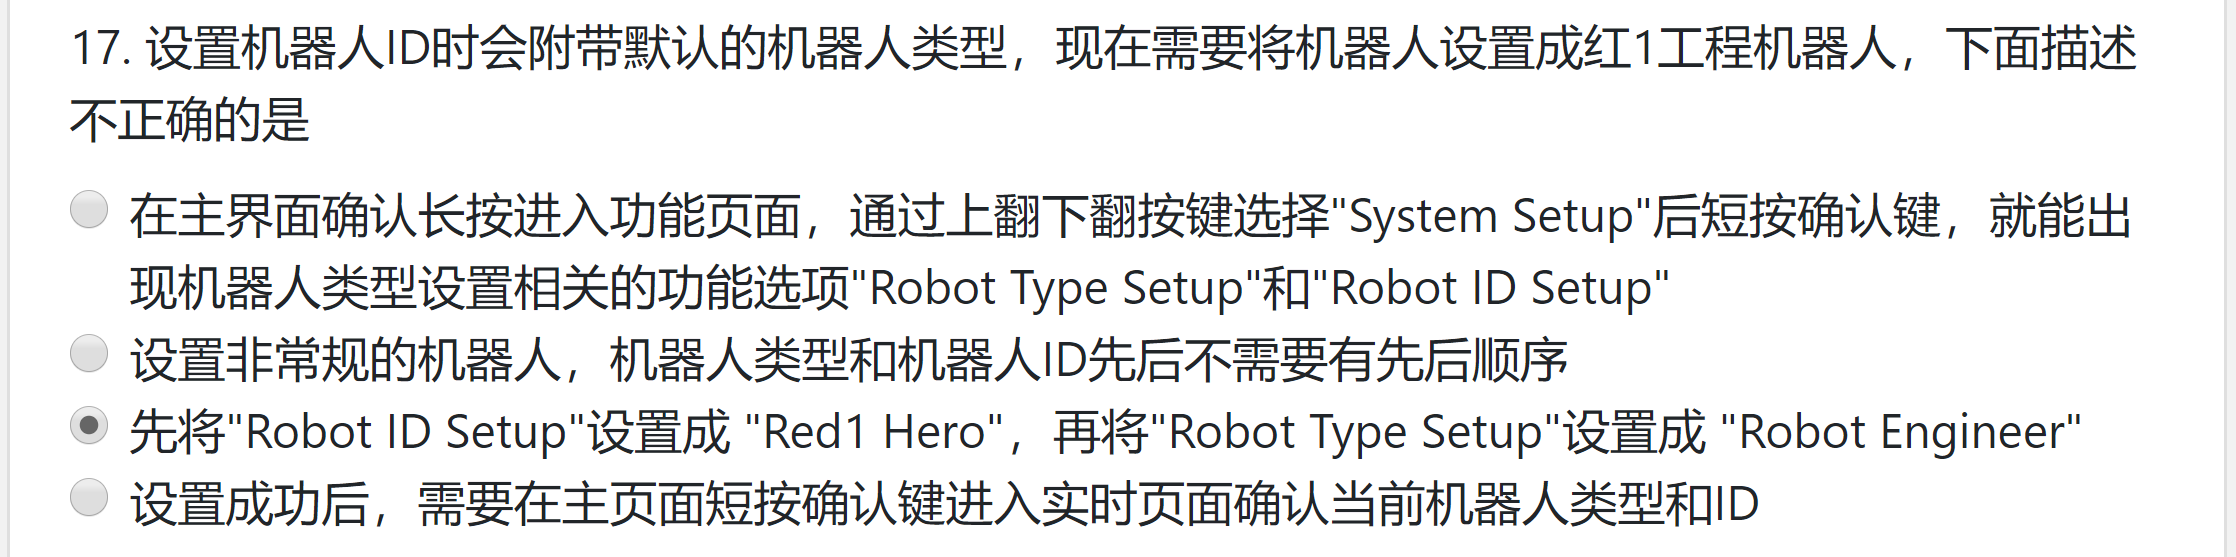 17. 设置机器人ID时会附带默认的机器人类型，现在需要将机器人设置成红1工程机器人，下面描述
不正确的是
在主界面确认长按进入功能页面，通过上翻下翻按键选择"System Setup"后短按确认键，就能出
现机器人类型设置相关的功能选项"Robot Type Setup"和"Robot ID Setup"
设置非常规的机器人，机器人类型和机器人ID先后不需要有先后顺序
先将"Robot ID Setup"设置成 "Red1 Hero"，再将"Robot Type Setup"设置成 "Robot Engineer"
设置成功后，需要在主页面短按确认键进入实时页面确认当前机器人类型和ID